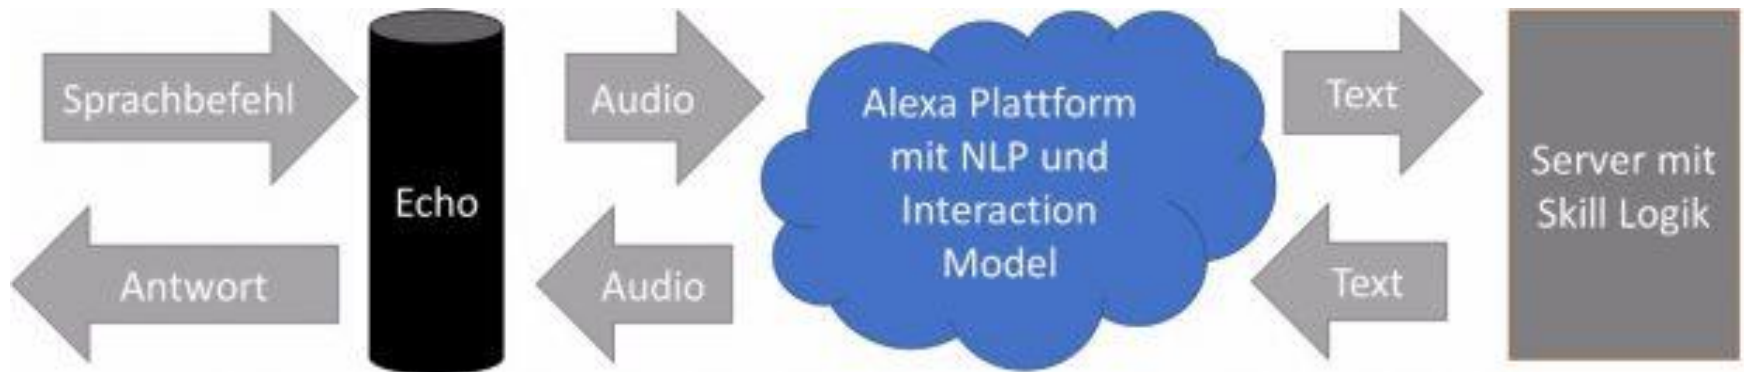 Sprachbefehl
Echo
Audio
Alexa Plattform
mit NLP und
Interaction
Model
Text
Server mit
Skill Logik
Antwort
Audio
Text